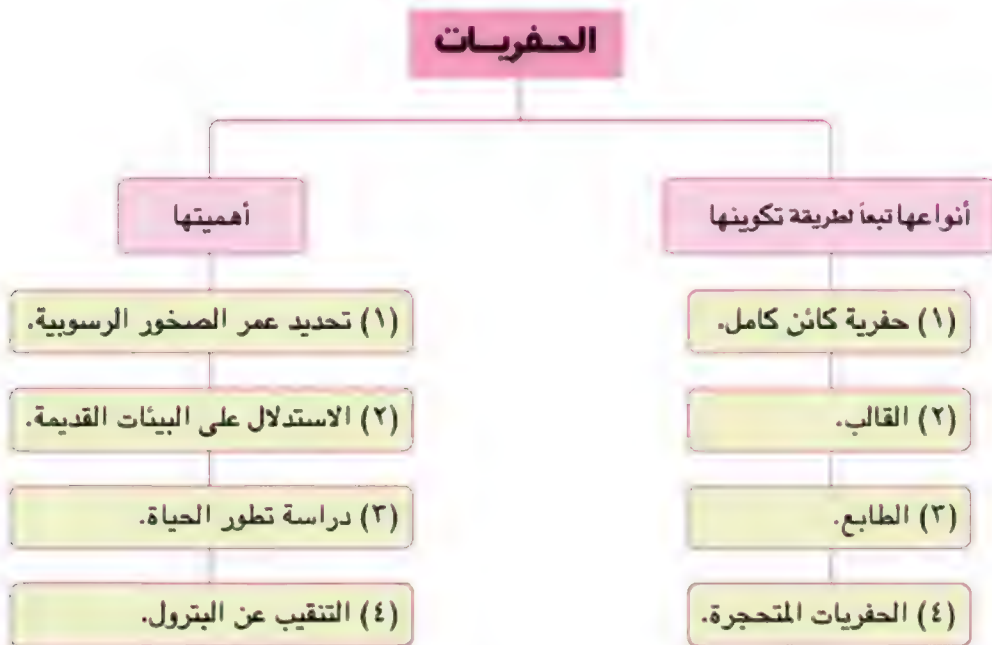 الحفريات
أنواعها تبعاً لطريقة تكوينها
(١) حفرية كائن كامل.
(٢) القالب.
(٣) الطابع.
(٤) الحفريات المتحجرة.
أهميتها
(١) تحديد عمر الصخور الرسوبية.
(٢) الاستدلال على البيئات القديمة.
(٣) دراسة تطور الحياة.
(٤) التنقيب عن البترول.